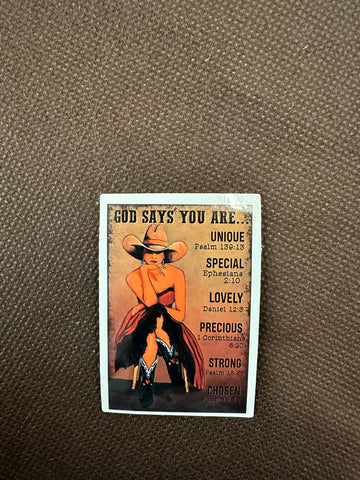 GOD SAYS YOU ARE...
UNIQUE
Psalm 139:13
SPECIAL
Ephesians
2:10
LOVELY
Daniel 12:3
PRECIOUS
1 Corinthians
6:20
STRONG
Psalm
CHOSEN